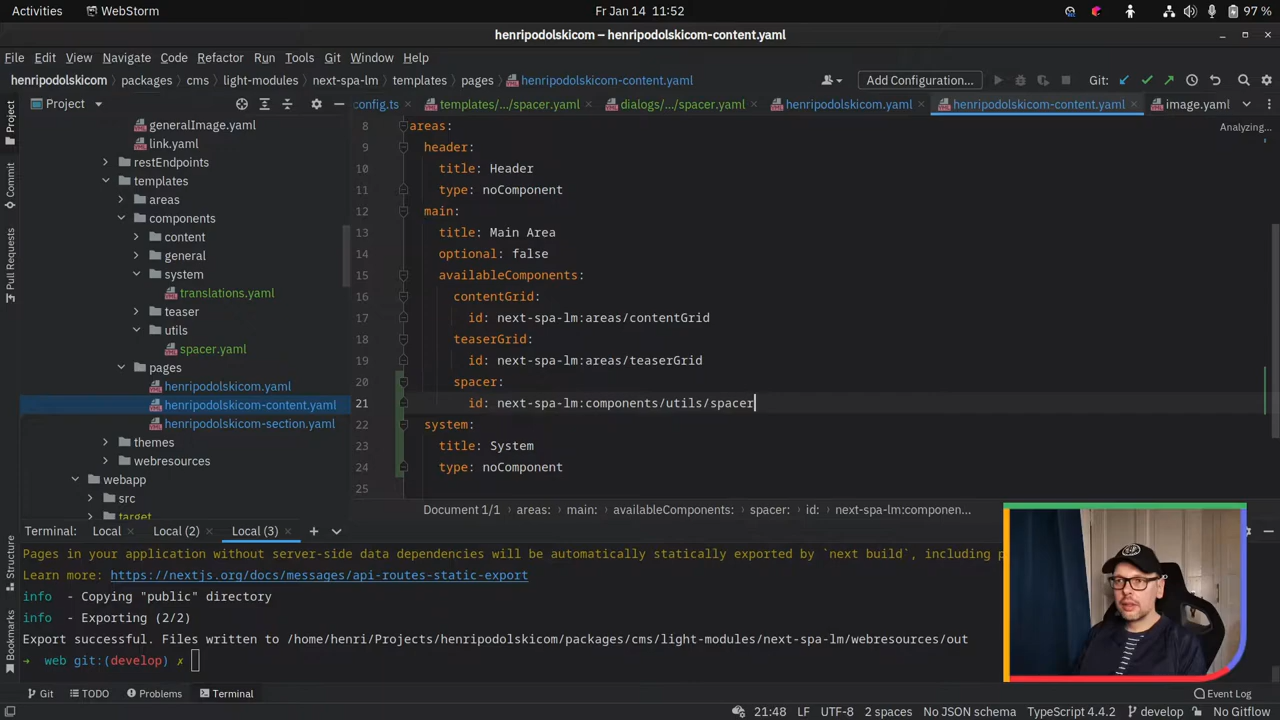 Activities
WebStorm
Fr Jan 14 11:52
97 %
henripodolskicom – henripodolskicom-content.yaml
File Edit View Navigate Code Refactor Run Tools Git Window Help
henripodolskicom › packages › cms › light-modules › next-spa-lm › templates › pages › henripodolskicom-content.yaml
Add Configuration...
Git:
Project
config.ts
templates/.../spacer.yaml
dialogs/.../spacer.yaml
henripodolskicom.yaml
henripodolskicom-content.yaml
image.yaml
Project
Commit
Pull Requests
Structure
Bookmarks
generalImage.yaml
link.yaml
restEndpoints
templates
areas
components
content
general
system
translations.yaml
teaser
utils
spacer.yaml
pages
henripodolskicom.yaml
henripodolskicom-content.yaml
henripodolskicom-section.yaml
themes
webresources
webapp
src
target
Analyzing...
8 areas:
9 header:
10 title: Header
11 type: noComponent
12 main:
13 title: Main Area
14 optional: false
15 availableComponents:
16 contentGrid:
17 id: next-spa-lm:areas/contentGrid
18 teaserGrid:
19 id: next-spa-lm:areas/teaserGrid
20 spacer:
21 id: next-spa-lm:components/utils/spacer
22 system:
23 title: System
24 type: noComponent
25
Document 1/1 › areas: › main: › availableComponents: › spacer: › id: › next-spa-lm:componen...
Terminal: Local Local (2) Local (3)
Pages in your application without server-side data dependencies will be automatically statically exported by `next build`, including p
Learn more: https://nextjs.org/docs/messages/api-routes-static-export
info - Copying "public" directory
info - Exporting (2/2)
Export successful. Files written to /home/henri/Projects/henripodolskicom/packages/cms/light-modules/next-spa-lm/webresources/out
→ web git:(develop) ✗
Git TODO Problems Terminal
Event Log
21:48 LF UTF-8 2 spaces No JSON schema TypeScript 4.4.2 develop No Gitflow